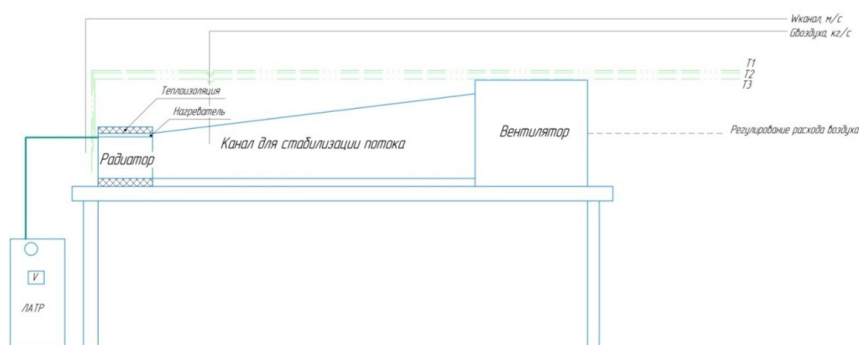 Wканал, м/с
Gвоздуха, кг/с
T1
T2
T3
Теплоизоляция
Нагреватель
Вентилятор
Регулирование расхода воздуха
Канал для стабилизации потока
Радиатор
V
ЛАТР